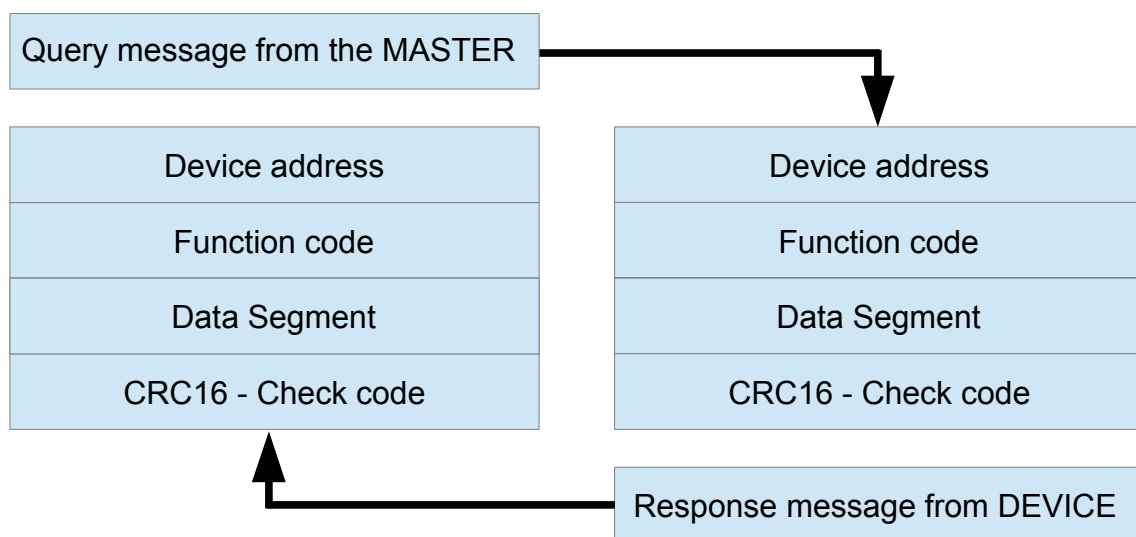 Query message from the MASTER
Device address
Function code
Data Segment
CRC16 - Check code
Device address
Function code
Data Segment
CRC16 - Check code
Response message from DEVICE